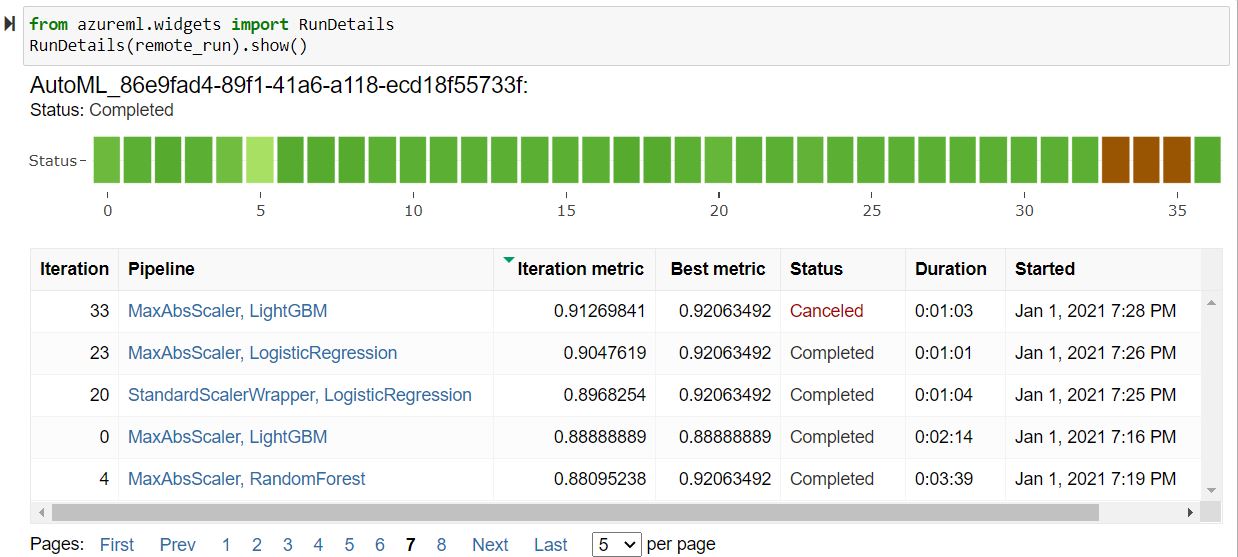 from azureml.widgets import RunDetails
RunDetails(remote_run).show()
AutoML_86e9fad4-89f1-41a6-a118-ecd18f55733f:
Status: Completed
Status
0 5 10 15 20 25 30 35
Iteration Pipeline Iteration metric Best metric Status Duration Started
33 MaxAbsScaler, LightGBM 0.91269841 0.92063492 Canceled 0:01:03 Jan 1, 2021 7:28 PM
23 MaxAbsScaler, LogisticRegression 0.9047619 0.92063492 Completed 0:01:01 Jan 1, 2021 7:26 PM
20 StandardScalerWrapper, LogisticRegression 0.8968254 0.92063492 Completed 0:01:04 Jan 1, 2021 7:25 PM
0 MaxAbsScaler, LightGBM 0.88888889 0.88888889 Completed 0:02:14 Jan 1, 2021 7:16 PM
4 MaxAbsScaler, RandomForest 0.88095238 0.92063492 Completed 0:03:39 Jan 1, 2021 7:19 PM
Pages: First Prev 1 2 3 4 5 6 7 8 Next Last 5 per page